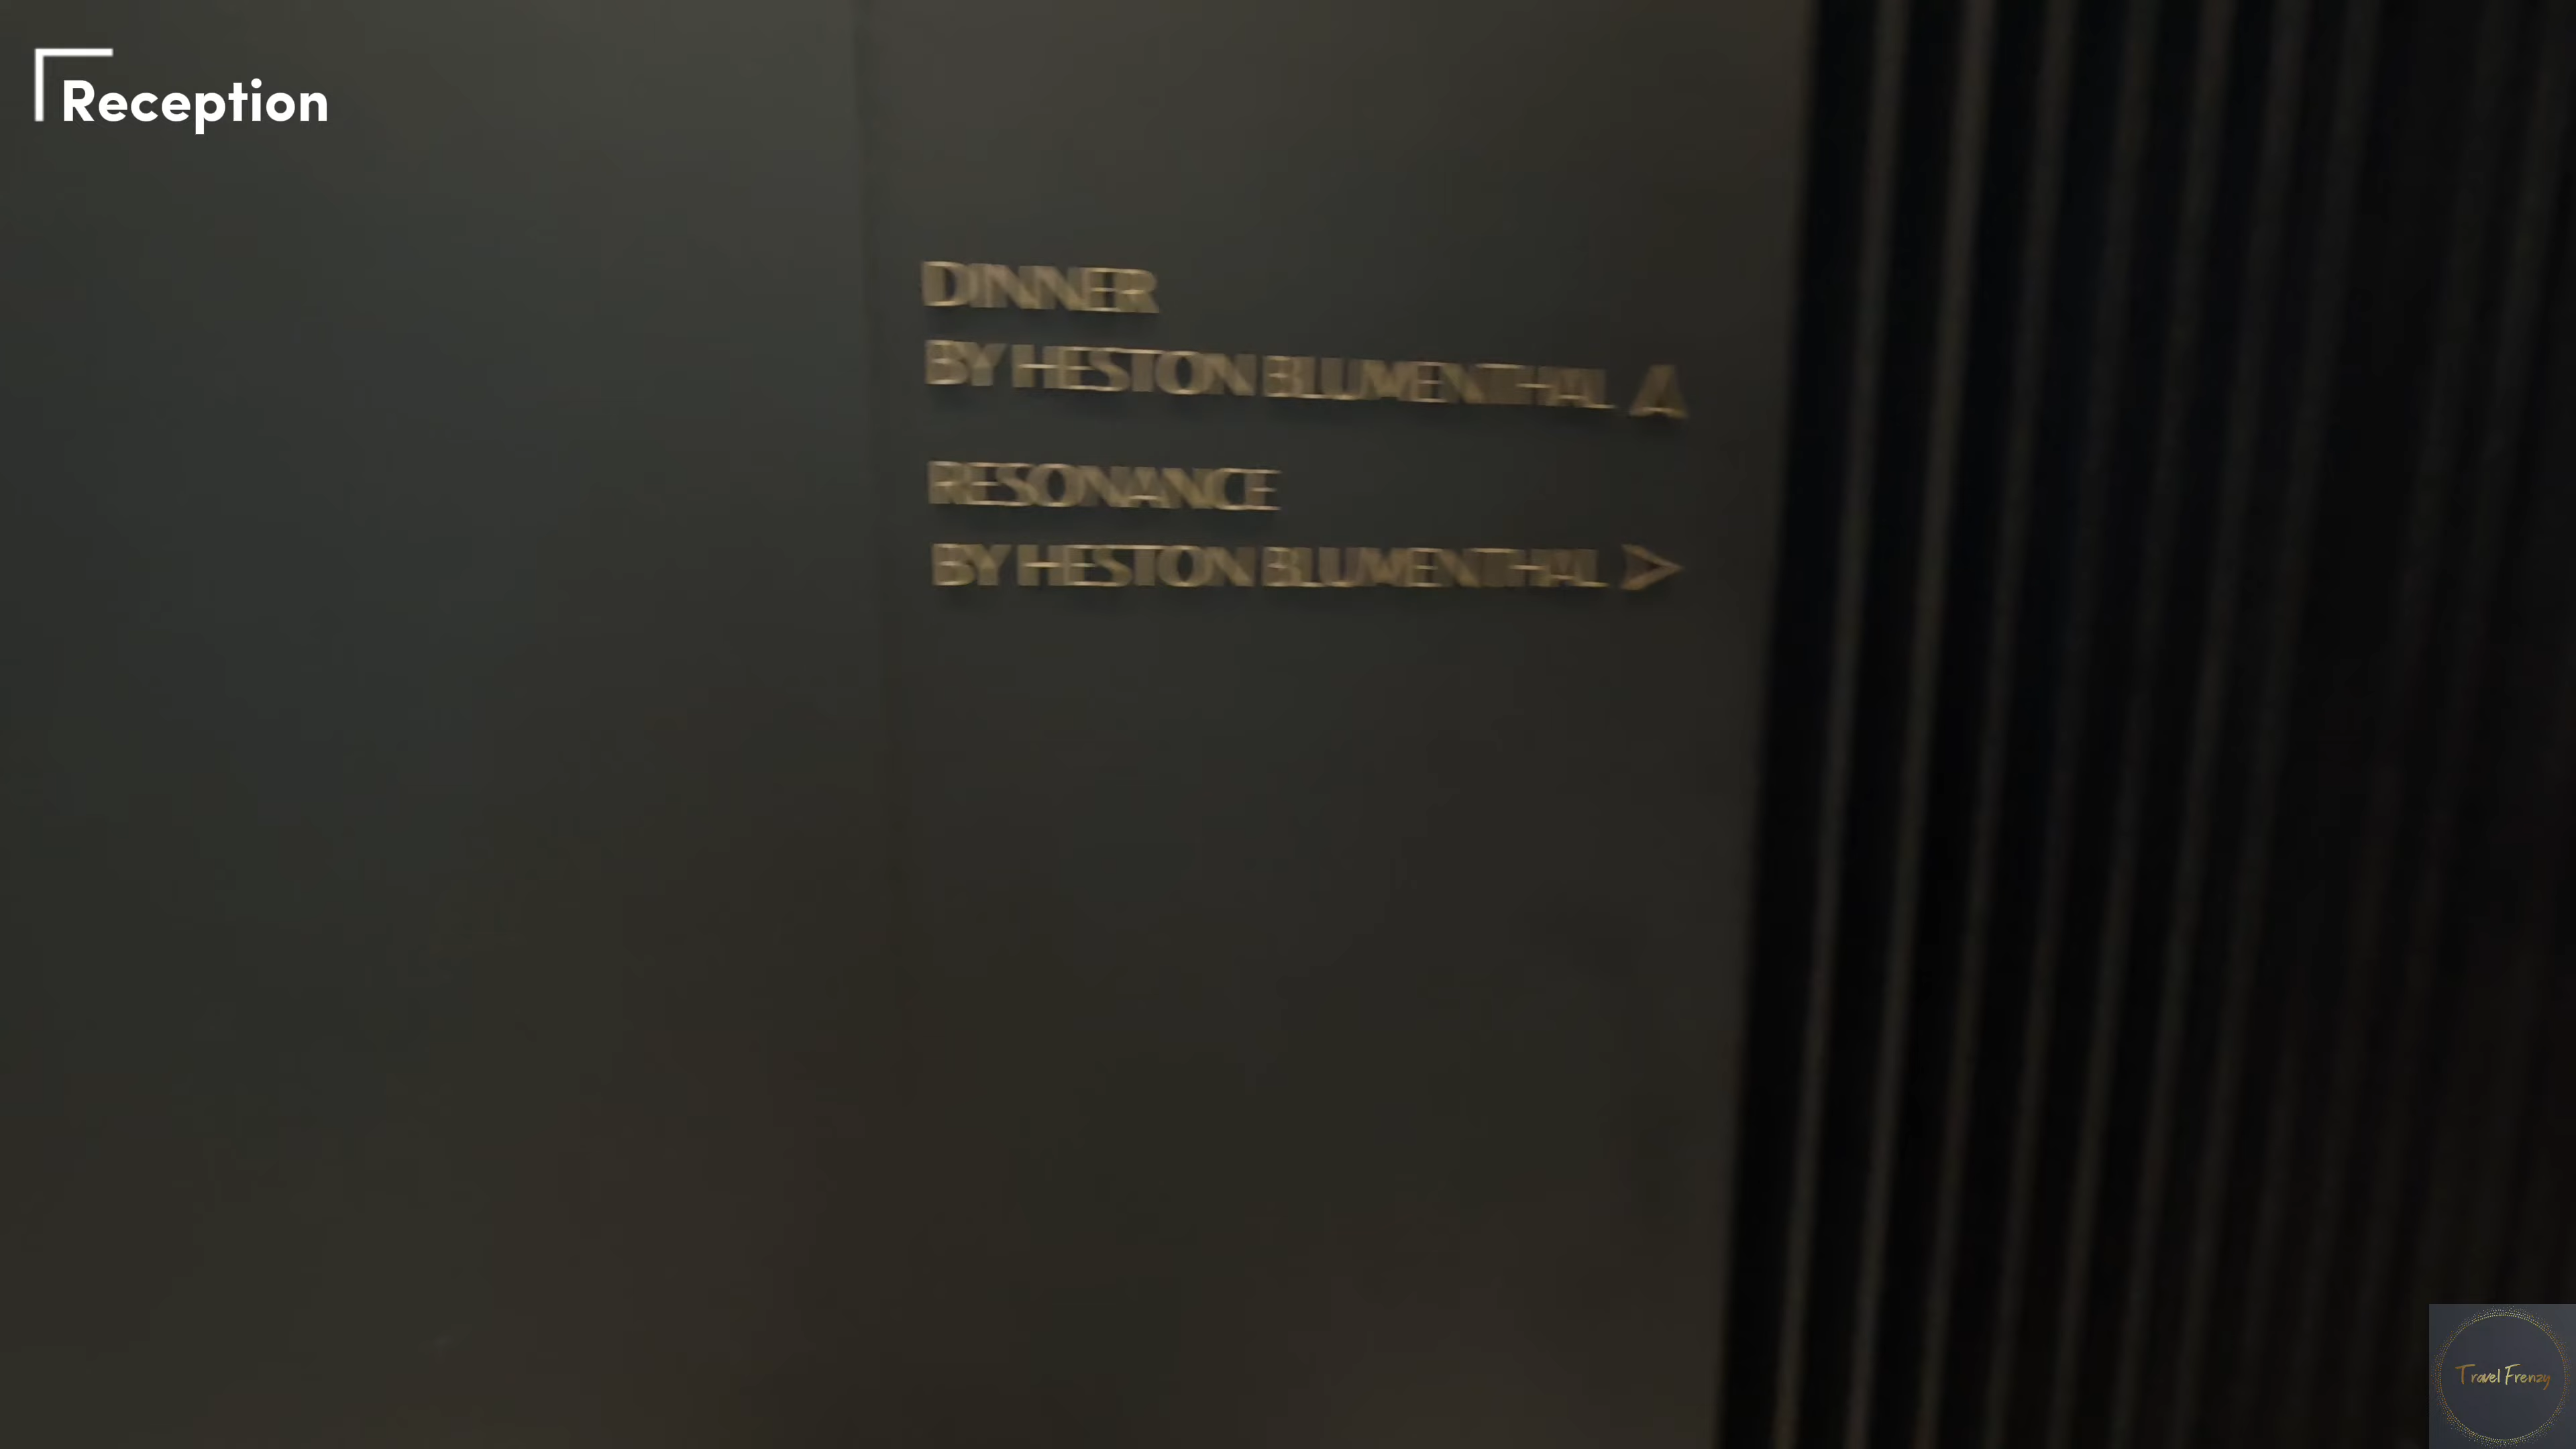 Reception
DINNER
BY HESTON BLUMENTHAL
RESONANCE
BY HESTON BLUMENTHAL >
Travel Frenzy